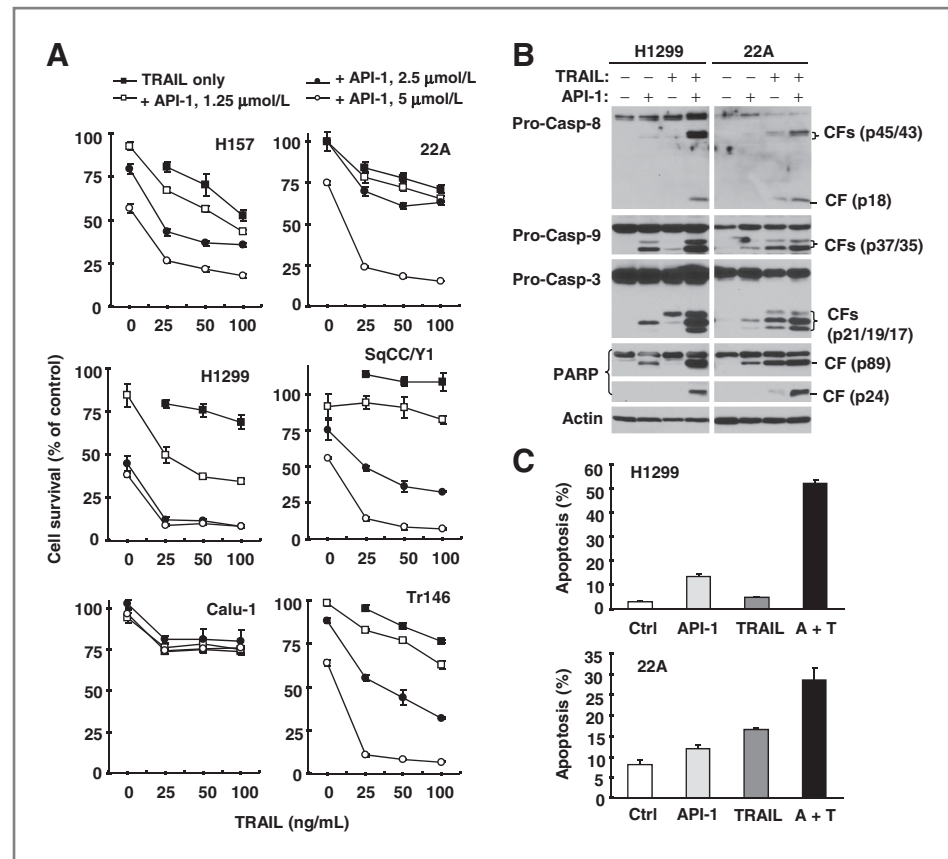 A
TRAIL only
+ API-1, 1.25 μmol/L
+ API-1, 2.5 μmol/L
+ API-1, 5 μmol/L
Cell survival (% of control)
H157
100
75
50
25
0
0 25 50 100
22A
100
75
50
25
0
0 25 50 100
H1299
100
75
50
25
0
0 25 50 100
SqCC/Y1
100
75
50
25
0
0 25 50 100
Calu-1
100
75
50
25
0
0 25 50 100
Tr146
100
75
50
25
0
0 25 50 100
TRAIL (ng/mL)
B
H1299 22A
TRAIL: – – + + – – + +
API-1: – + – + – + – +
Pro-Casp-8
CFs (p45/43)
CF (p18)
Pro-Casp-9
CFs (p37/35)
Pro-Casp-3
CFs
(p21/19/17)
PARP
CF (p89)
CF (p24)
Actin
C
H1299
Apoptosis (%)
60
50
40
30
20
10
0
Ctrl API-1 TRAIL A + T
22A
Apoptosis (%)
35
30
25
20
15
10
5
0
Ctrl API-1 TRAIL A + T